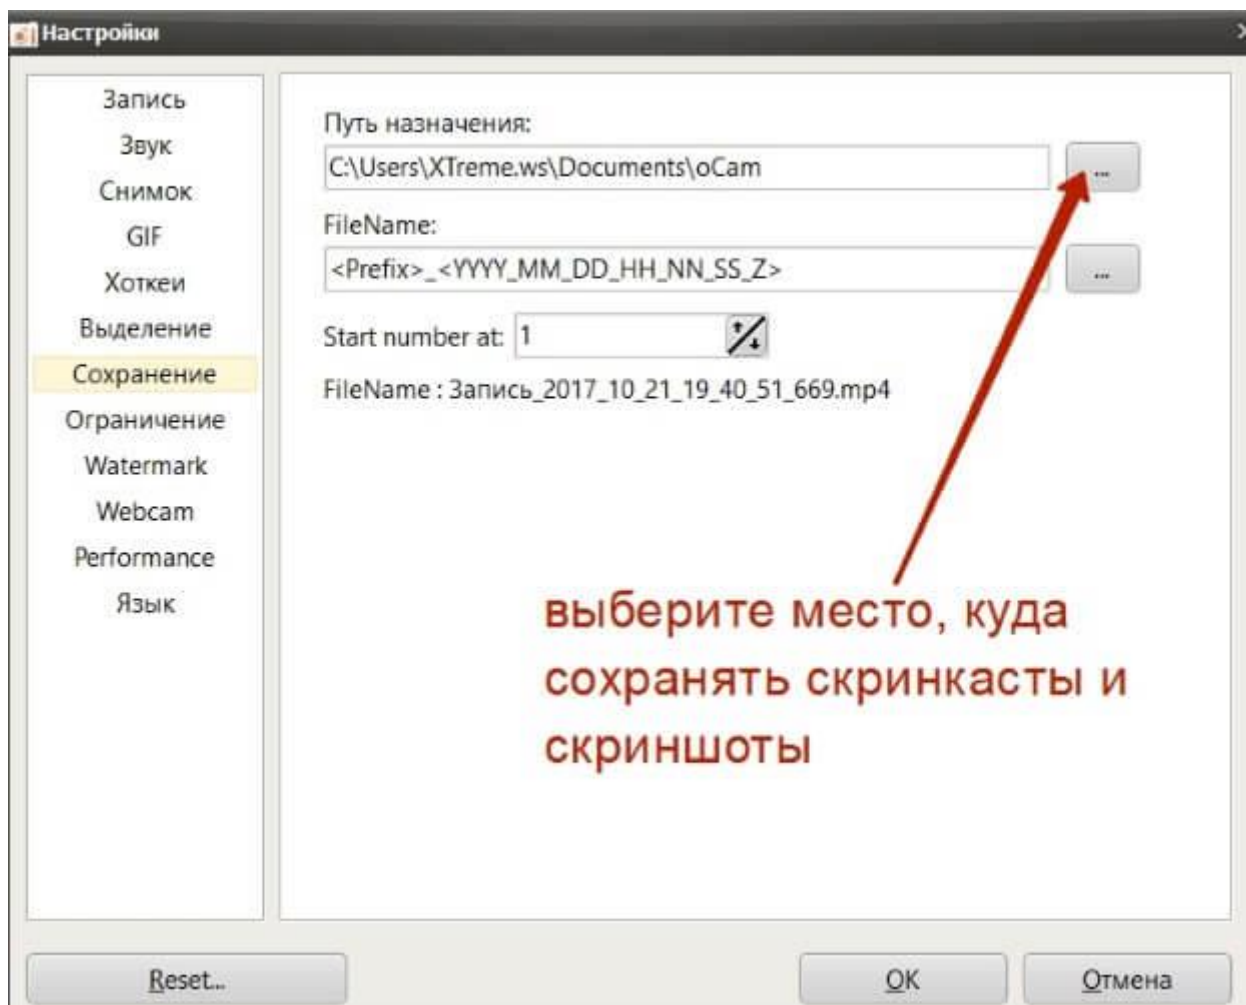 Настройки
Запись
Звук
Снимок
GIF
Хоткеи
Выделение
Сохранение
Ограничение
Watermark
Webcam
Performance
Язык
Путь назначения:
C:\Users\XTreme.ws\Documents\oCam
...
FileName:
<Prefix>_<YYYY_MM_DD_HH_NN_SS_Z>
...
Start number at: 1
FileName : Запись_2017_10_21_19_40_51_669.mp4
выберите место, куда
сохранять скринкасты и
скриншоты
Reset...
OK
Отмена